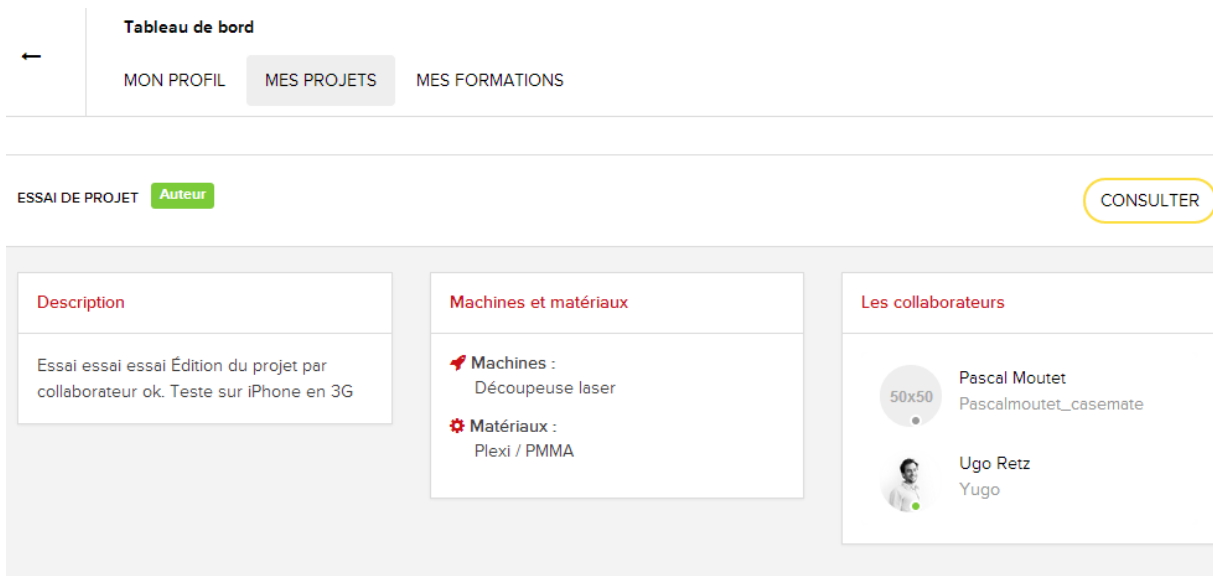 Tableau de bord
MON PROFIL MES PROJETS MES FORMATIONS
ESSAI DE PROJET Auteur
CONSULTER
Description
Essai essai essai Édition du projet par
collaborateur ok. Teste sur iPhone en 3G
Machines et matériaux
Machines :
Découpeuse laser
Matériaux :
Plexi / PMMA
Les collaborateurs
50x50
Pascal Moutet
Pascalmoutet_casemate
Ugo Retz
Yugo